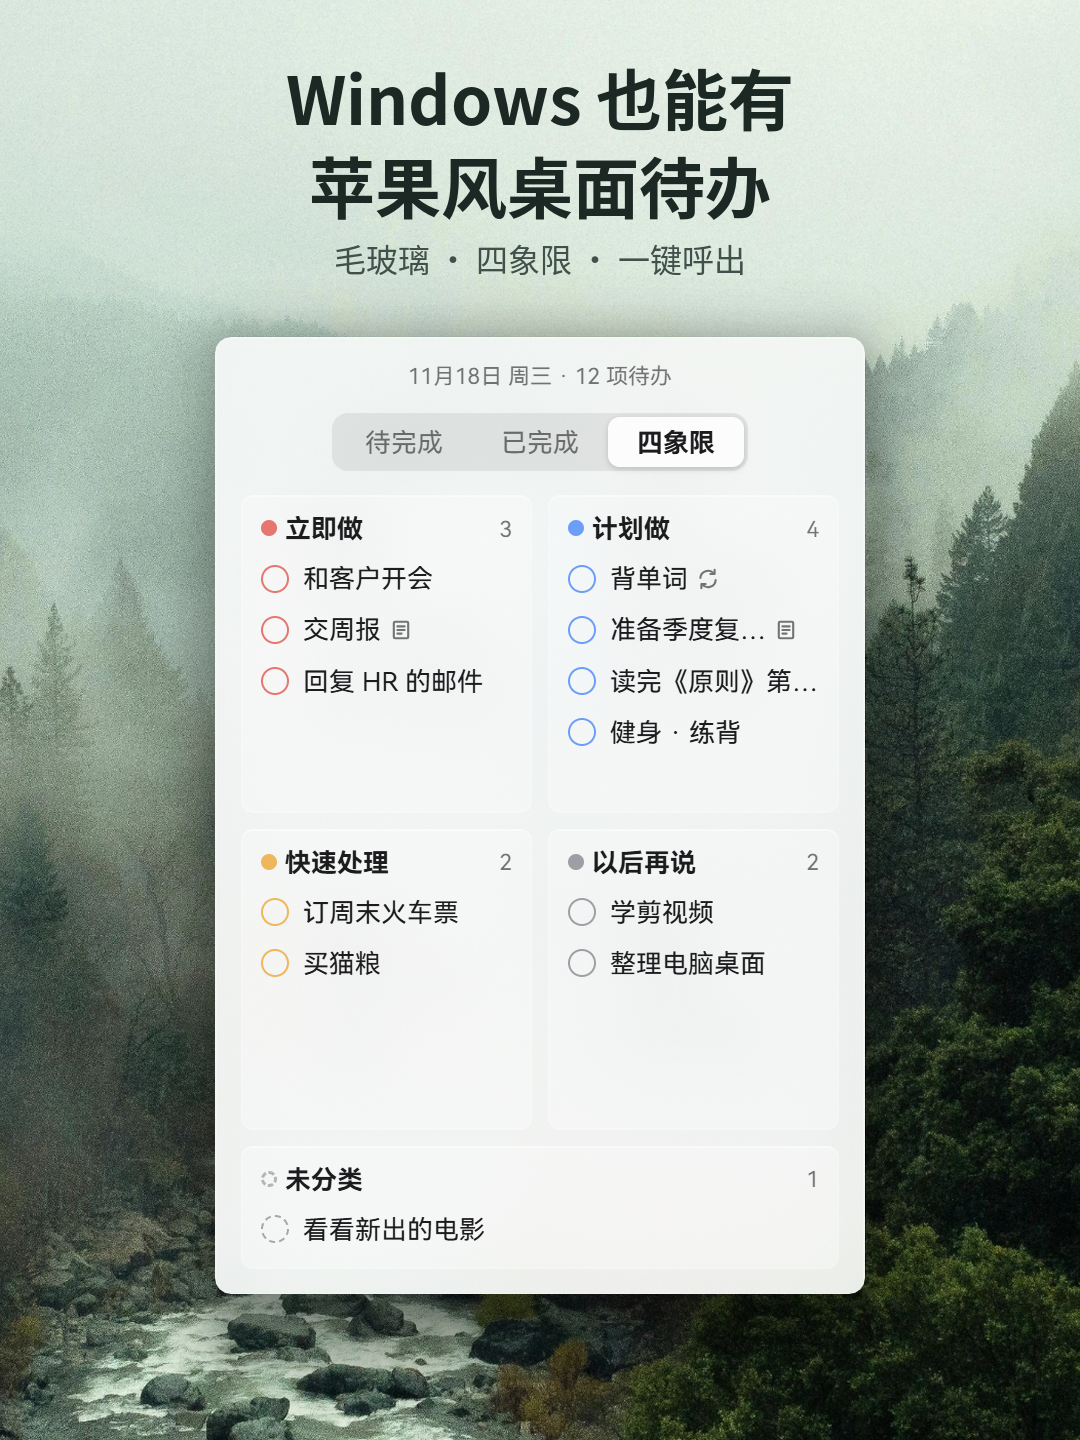 Windows 也能有
苹果风桌面待办
毛玻璃 • 四象限 • 一键呼出
11月18日 周三 · 12 项待办
待完成 已完成 四象限
立即做 3
和客户开会
交周报
回复 HR 的邮件
计划做 4
背单词
准备季度复…
读完《原则》第…
健身 · 练背
快速处理 2
订周末火车票
买猫粮
以后再说 2
学剪视频
整理电脑桌面
未分类 1
看看新出的电影